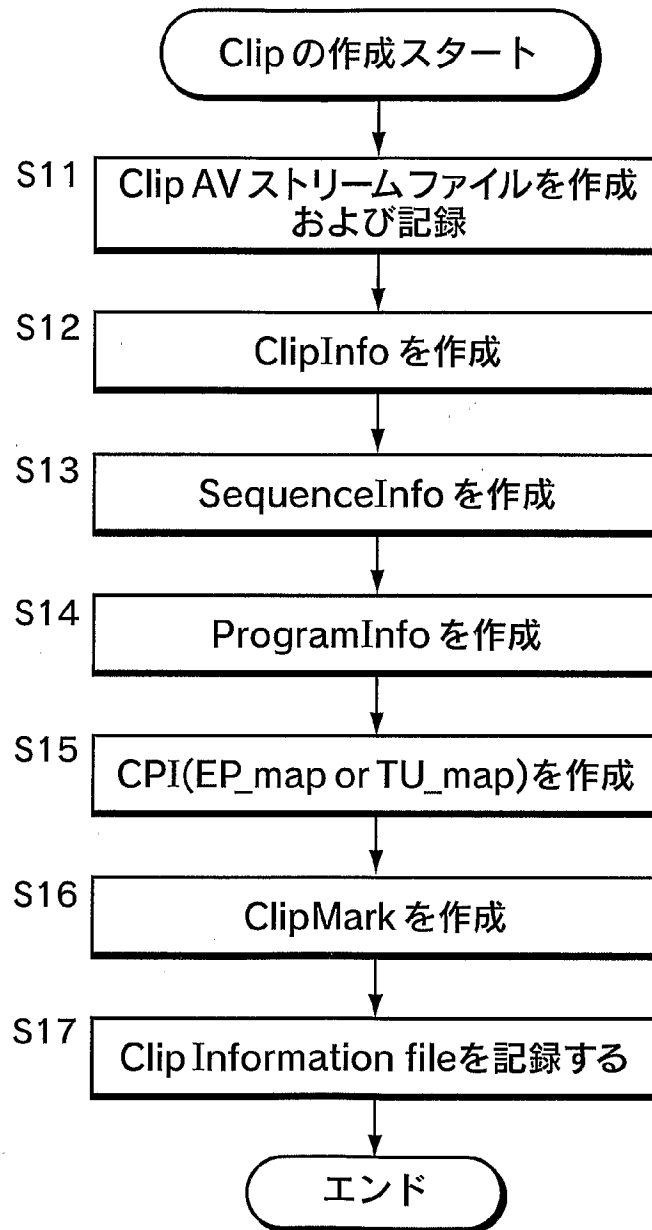 Clip の作成スタート
S11
Clip AV ストリームファイルを作成
および記録
S12
ClipInfo を作成
S13
SequenceInfo を作成
S14
ProgramInfo を作成
S15
CPI(EP_map or TU_map)を作成
S16
ClipMark を作成
S17
Clip Information fileを記録する
エンド